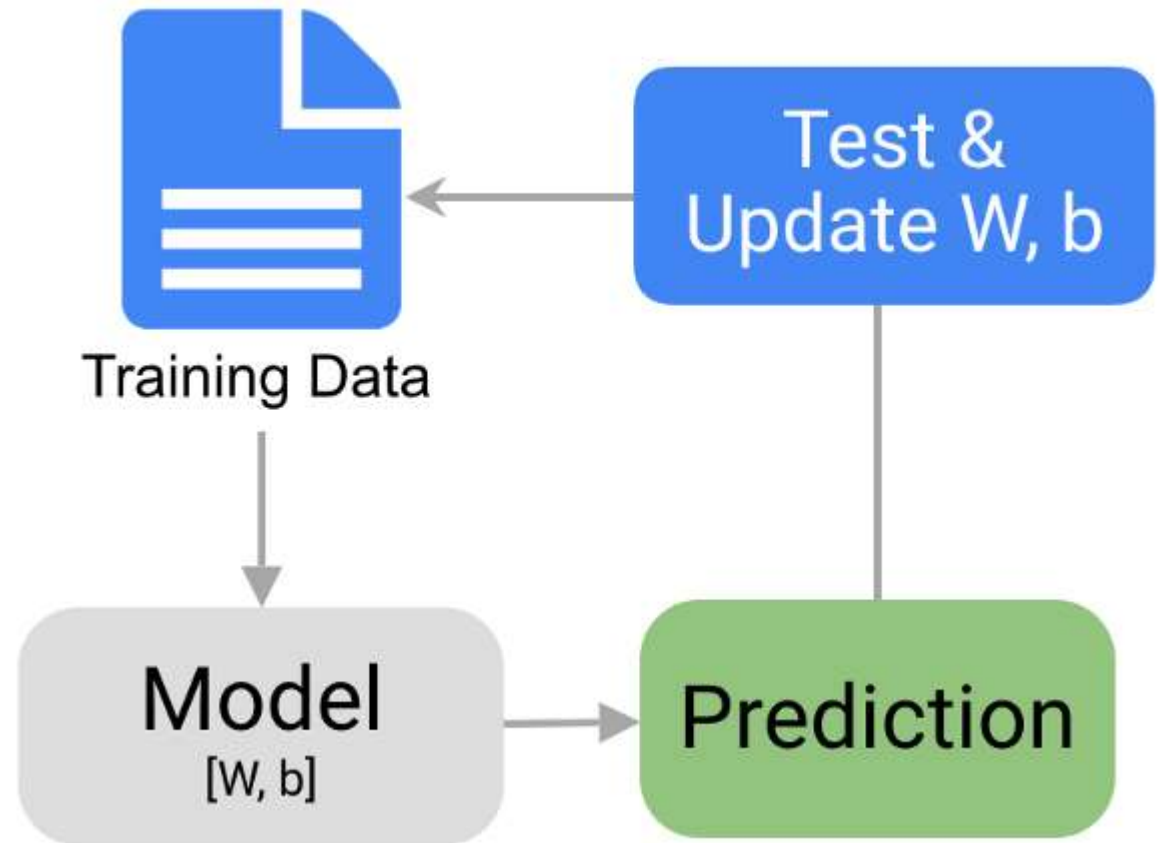 Test &
Update W, b
Training Data
Model
[W, b]
Prediction